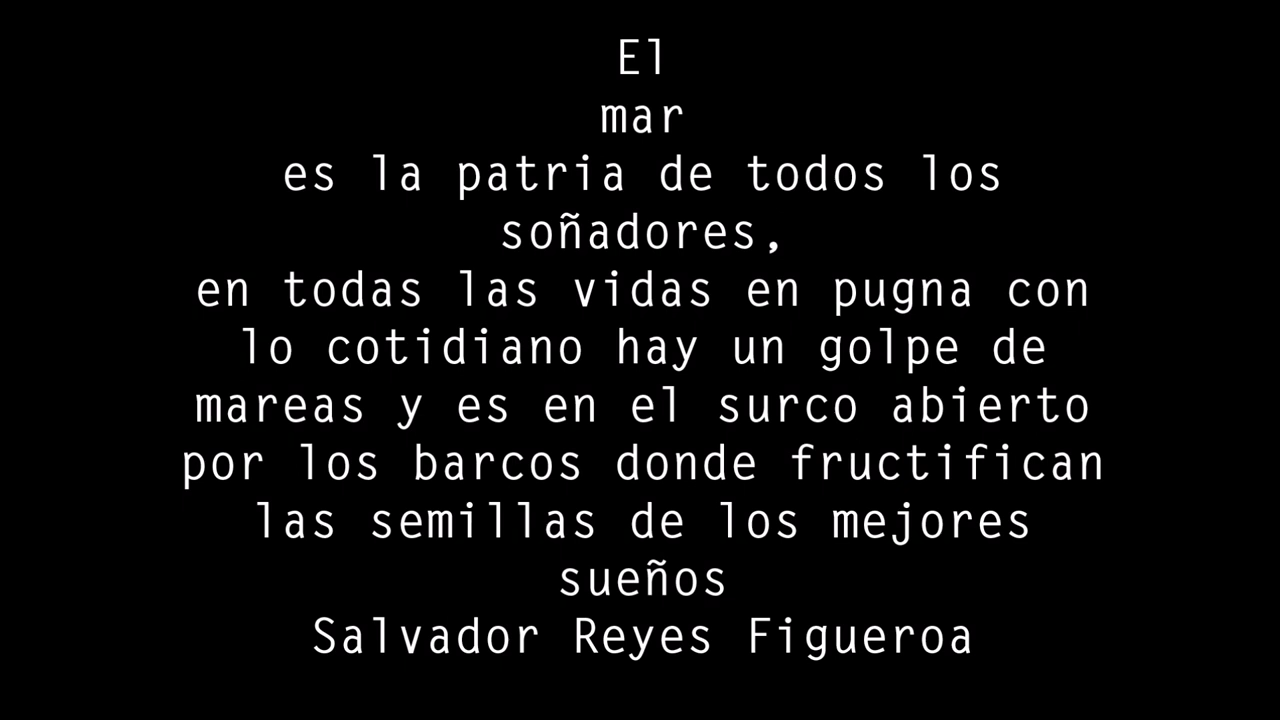 El
mar
es la patria de todos los
soñadores,
en todas las vidas en pugna con
lo cotidiano hay un golpe de
mareas y es en el surco abierto
por los barcos donde fructifican
las semillas de los mejores
sueños
Salvador Reyes Figueroa